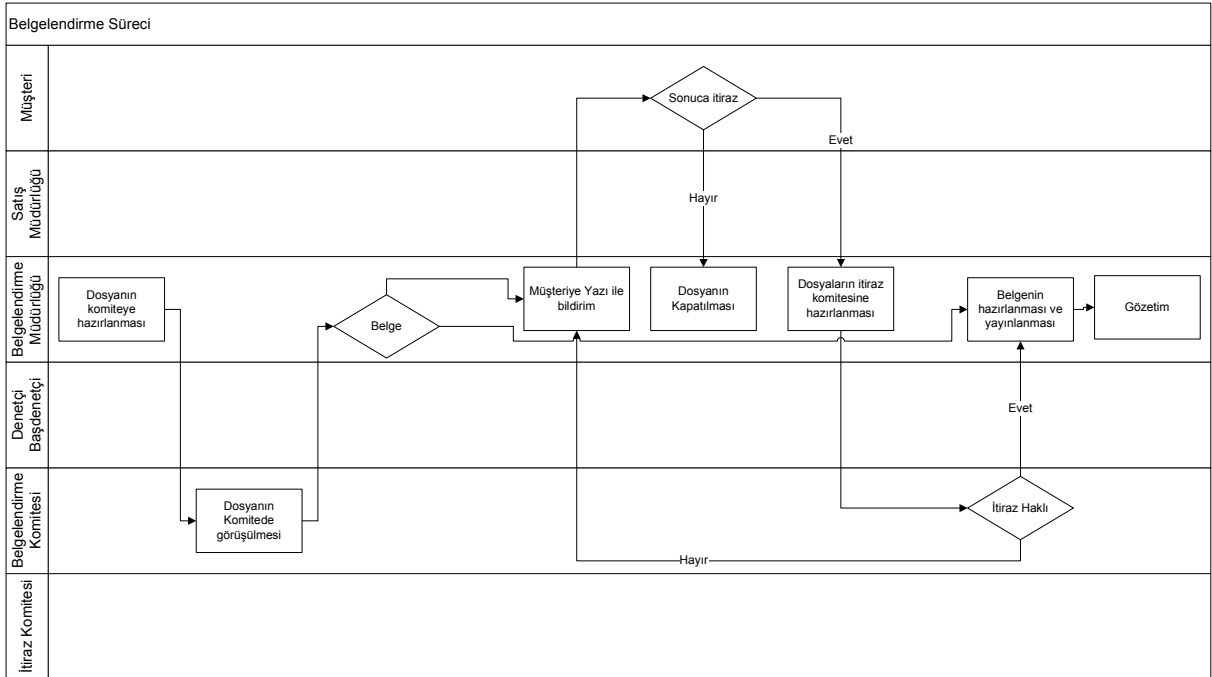 Belgelendirme Süreci
Müşteri
Sonuca itiraz
Evet
Satış
Müdürlüğü
Hayır
Belgelendirme
Müdürlüğü
Dosyanın
komiteye
hazırlanması
Belge
Müşteriye Yazı ile
bildirim
Dosyanın
Kapatılması
Dosyaların itiraz
komitesine
hazırlanması
Belgenin
hazırlanması ve
yayınlanması
Gözetim
Denetçi
Başdenetçi
Evet
Belgelendirme
Komitesi
Dosyanın
Komitede
görüşülmesi
İtiraz Haklı
Hayır
İtiraz Komitesi